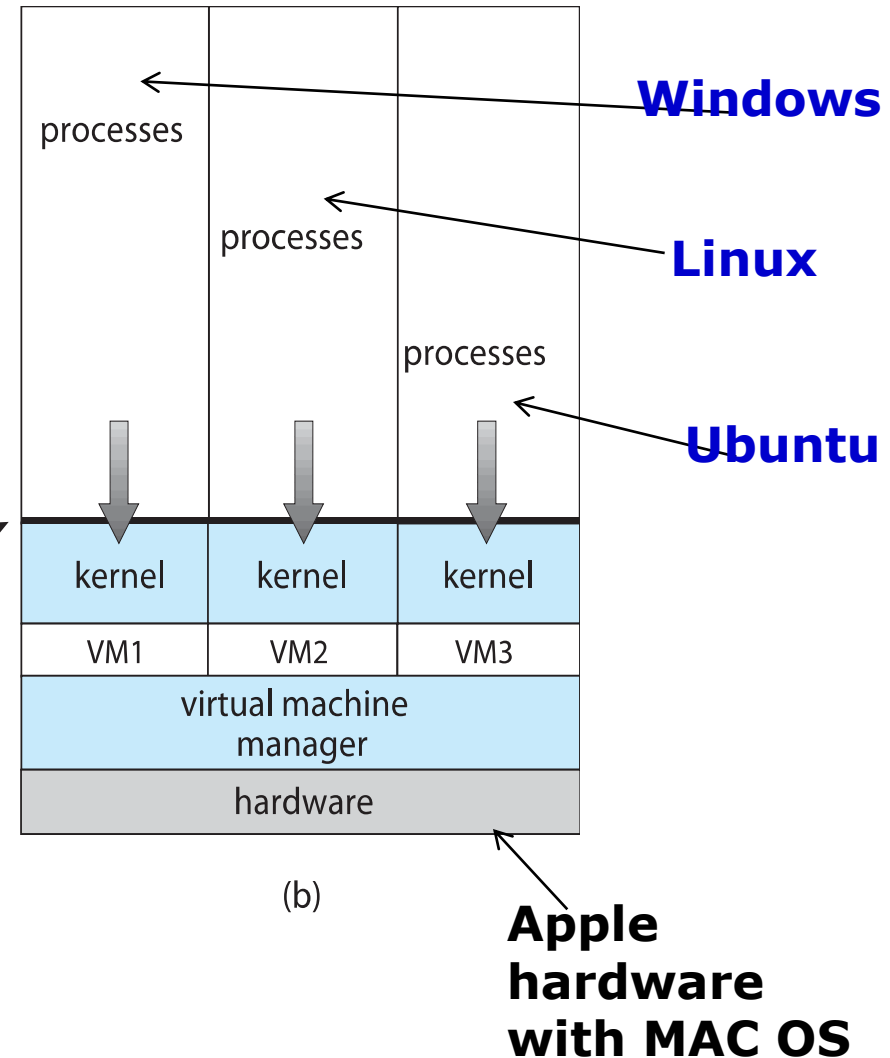 Windows
processes
processes
Linux
processes
Ubuntu
kernel kernel kernel
VM1 VM2 VM3
virtual machine
manager
hardware
(b)
Apple
hardware
with MAC OS